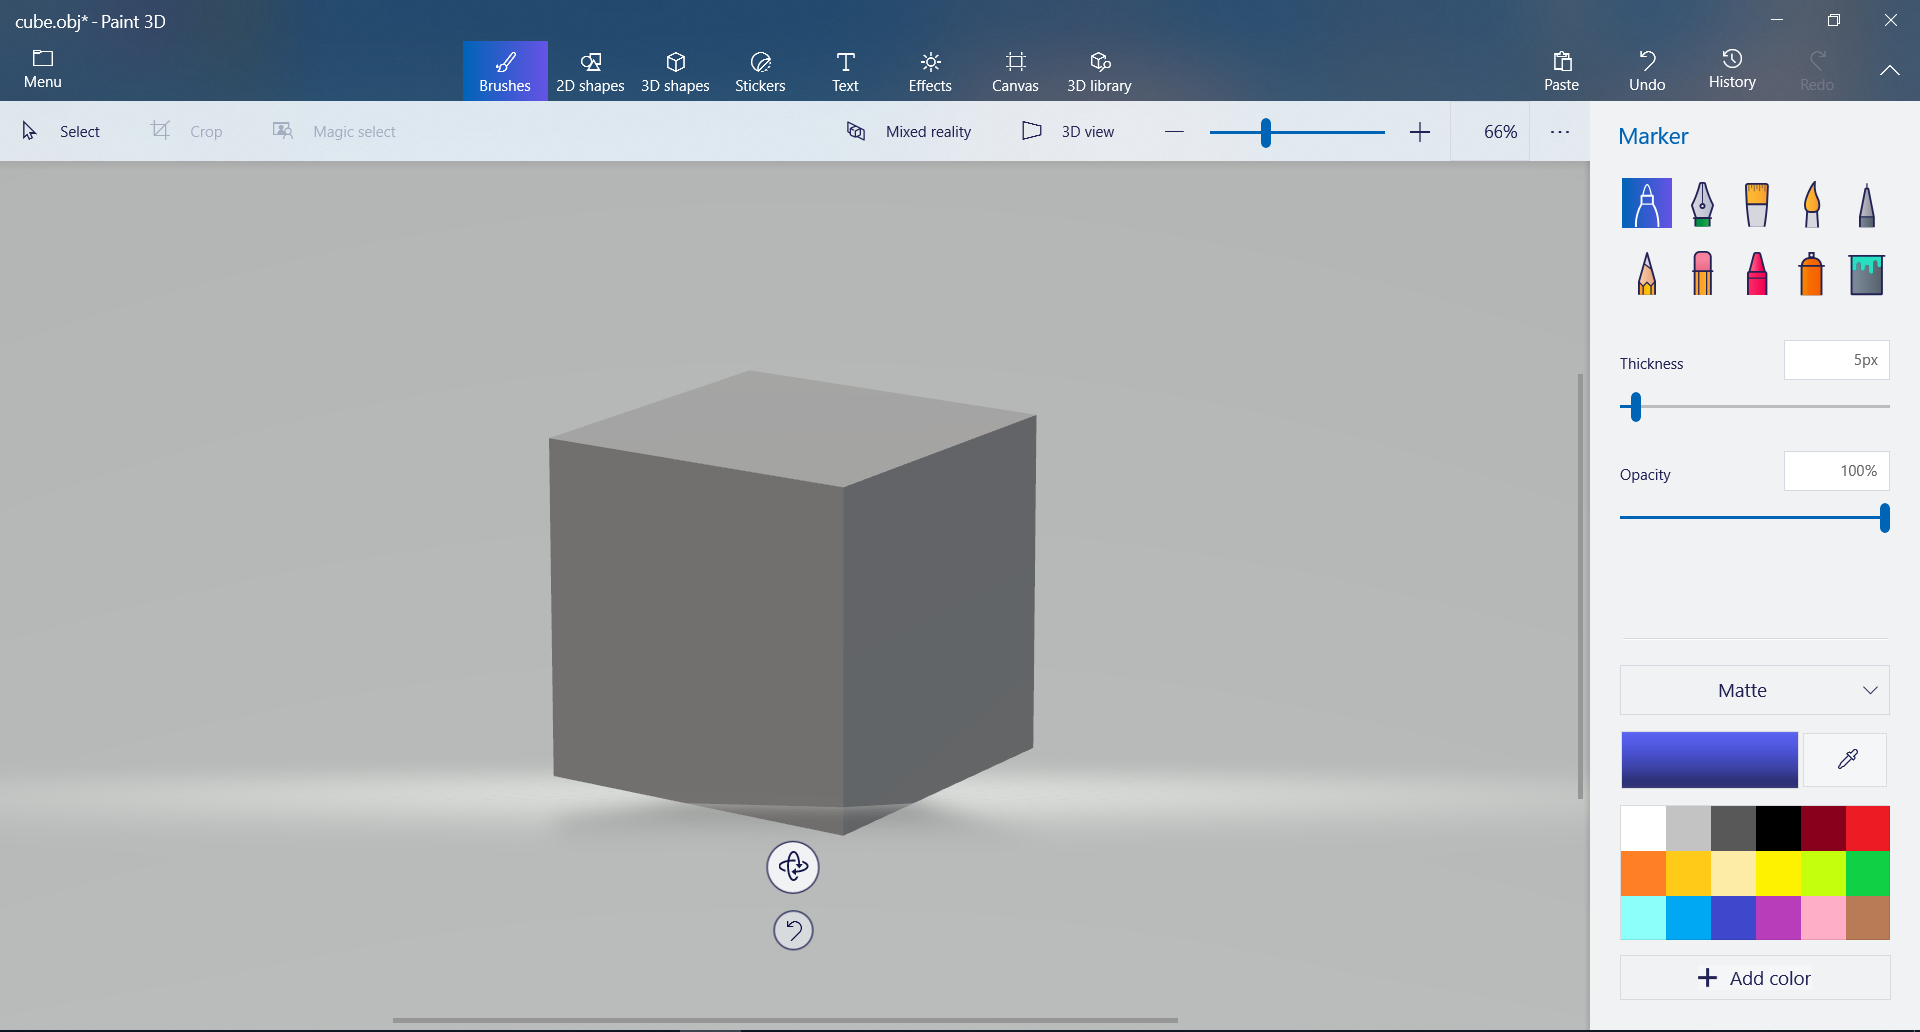 cube.obj* - Paint 3D
Menu
Brushes
2D shapes
3D shapes
Stickers
Text
Effects
Canvas
3D library
Paste
Undo
History
Redo
Select
Crop
Magic select
Mixed reality
3D view
66%
Marker
Thickness
5px
Opacity
100%
Matte
Add color